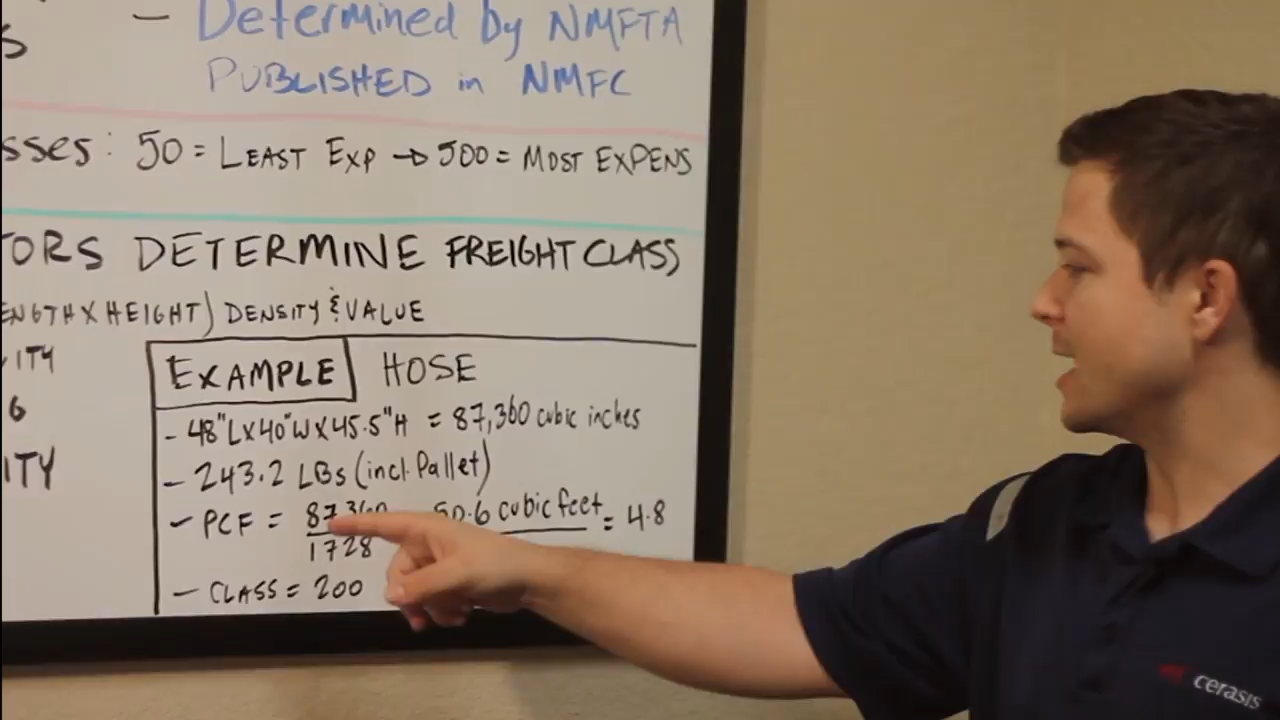 S
– Determined by NMFTA
PUBLISHED in NMFC
sses: 50 = LEAST EXP → 500 = MOST EXPENS
TORS DETERMINE FREIGHT CLASS
ENGTH X HEIGHT) DENSITY & VALUE
ITY
G
ITY
EXAMPLE HOSE
- 48"L X 40"W X 45.5"H = 87,360 cubic inches
- 243.2 LBs (incl. Pallet)
- PCF = 87360 50.6 cubic feet = 4.8
1728
- CLASS = 200
cerasis